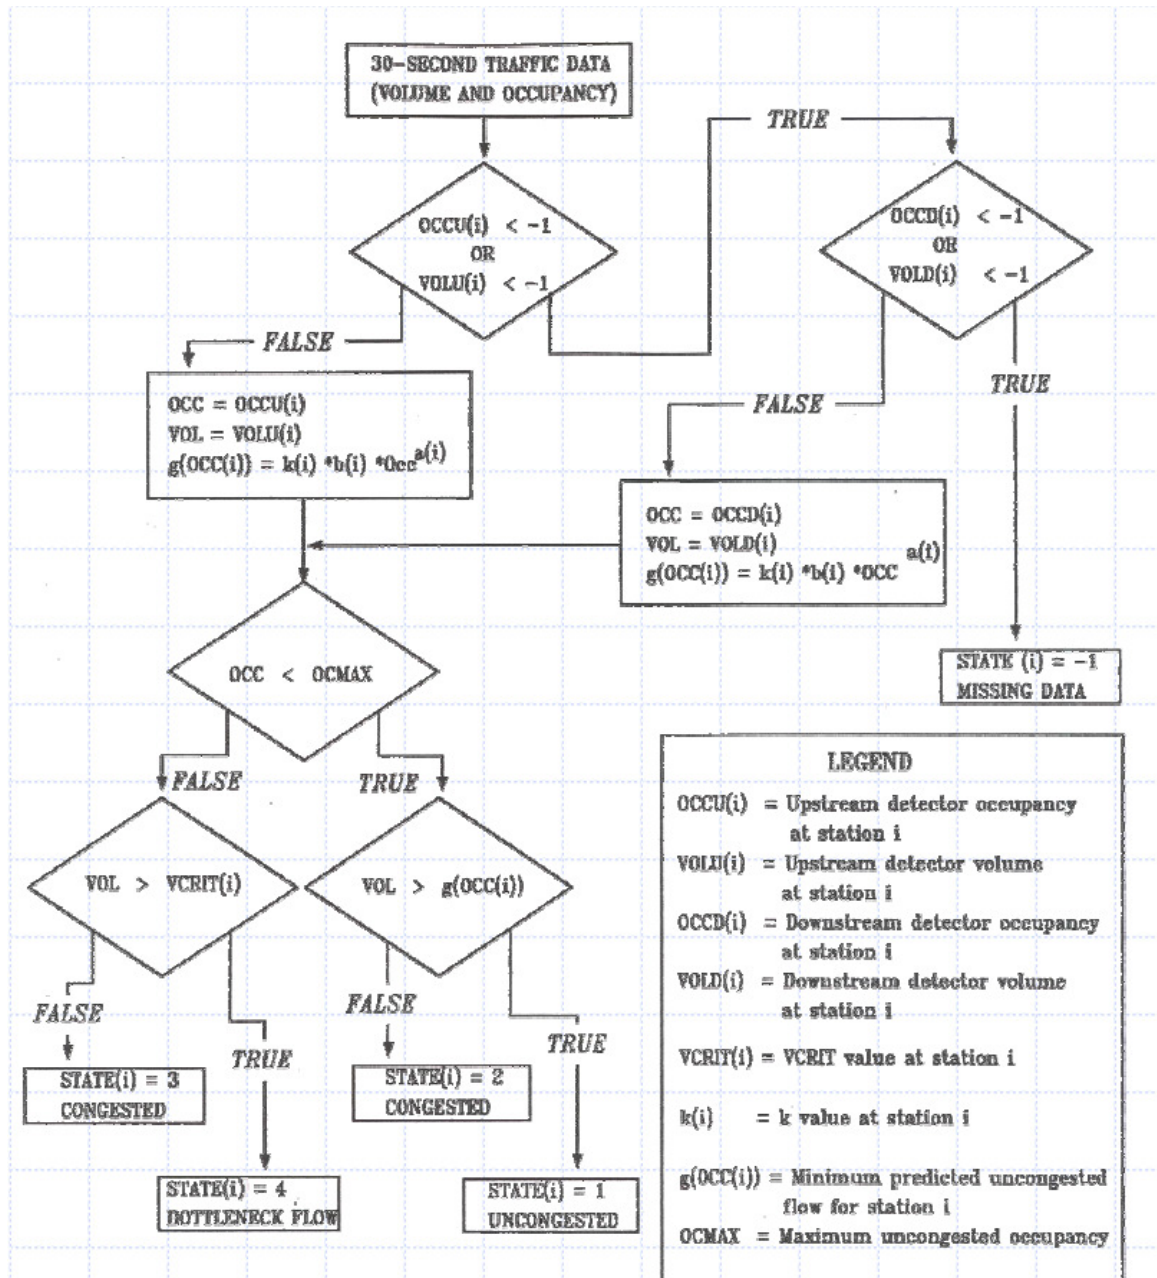 30-SECOND TRAFFIC DATA
(VOLUME AND OCCUPANCY)
TRUE
OCCU(i) < -1
OR
VOLU(i) < -1
OCCD(i) < -1
OR
VOLD(i) < -1
FALSE
TRUE
FALSE
OCC = OCCU(i)
VOL = VOLU(i)
g(OCC(i)) = k(i) *b(i) *Occ^a(i)
OCC = OCCD(i)
VOL = VOLD(i)
g(OCC(i)) = k(i) *b(i) *OCC^a(i)
OCC < OCMAX
STATE (i) = -1
MISSING DATA
FALSE
TRUE
VOL > VCRIT(i)
VOL > g(OCC(i))
FALSE
TRUE
FALSE
TRUE
STATE(i) = 3
CONGESTED
STATE(i) = 2
CONGESTED
STATE(i) = 4
BOTTLENECK FLOW
STATE(i) = 1
UNCONGESTED
LEGEND
OCCU(i) = Upstream detector occupancy
at station i
VOLU(i) = Upstream detector volume
at station i
OCCD(i) = Downstream detector occupancy
at station i
VOLD(i) = Downstream detector volume
at station i
VCRIT(i) = VCRIT value at station i
k(i) = k value at station i
g(OCC(i)) = Minimum predicted uncongested
flow for station i
OCMAX = Maximum uncongested occupancy